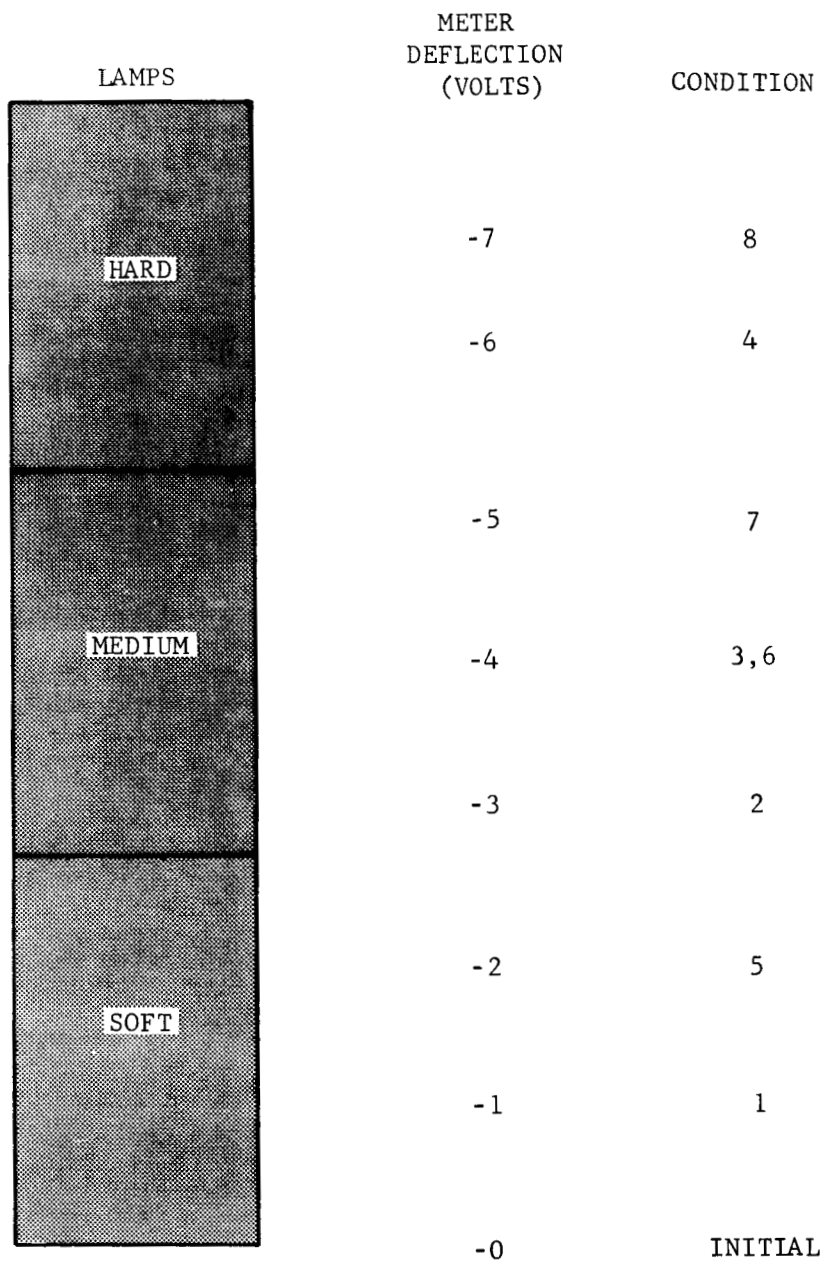 METER
DEFLECTION
LAMPS (VOLTS) CONDITION
-7 8
HARD
-6 4
-5 7
MEDIUM -4 3,6
-3 2
-2 5
SOFT
-1 1
-0 INITIAL